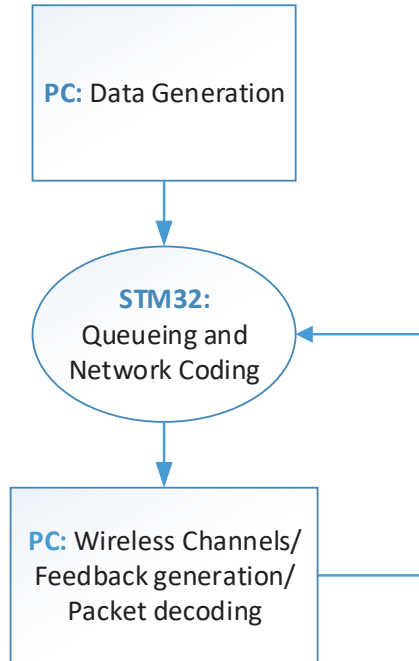 PC: Data Generation
STM32:
Queueing and
Network Coding
PC: Wireless Channels/
Feedback generation/
Packet decoding